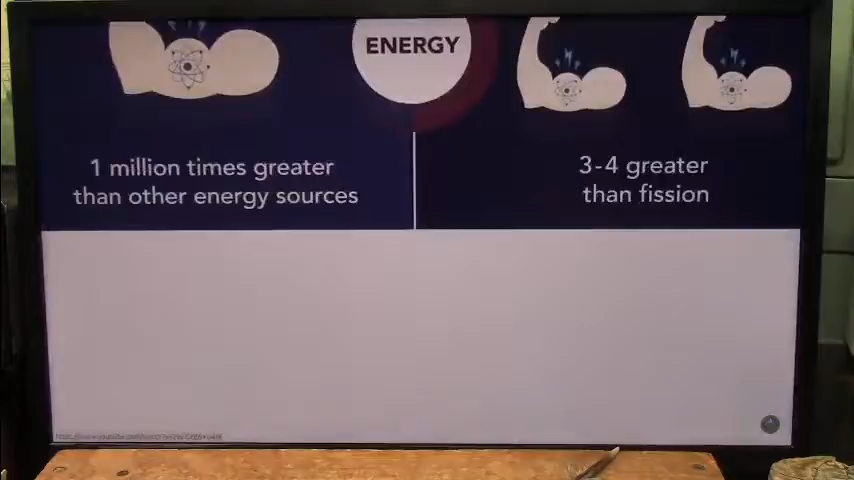 ENERGY
1 million times greater
than other energy sources
3-4 greater
than fission